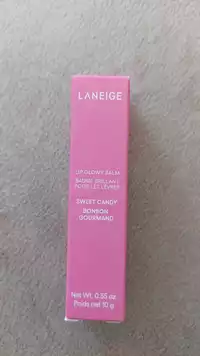 LANEIGE
LIP GLOWY BALM
BAUME BRILLANT
POUR LES LÈVRES
SWEET CANDY
BONBON
GOURMAND
Net Wt. 0.35 oz
Poids net 10 g